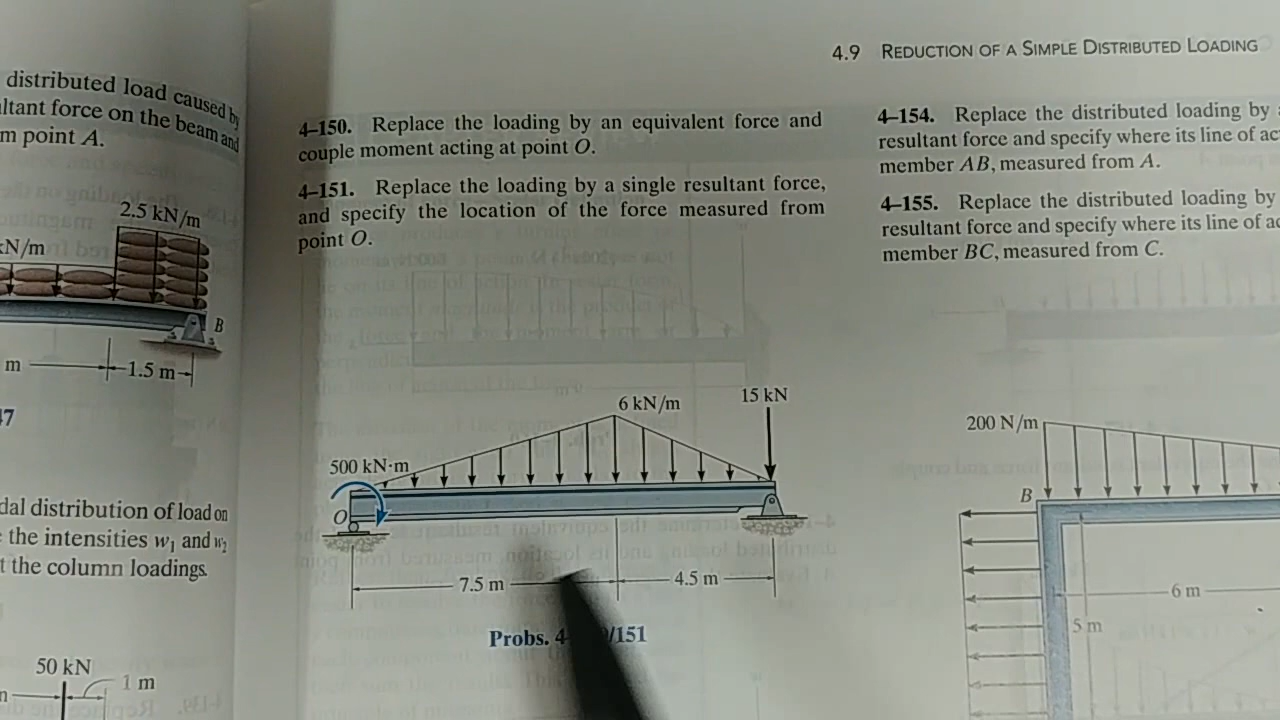 4.9 REDUCTION OF A SIMPLE DISTRIBUTED LOADING
distributed load caused by
ltant force on the beam and
m point A.
2.5 kN/m
kN/m
B
m
1.5 m
47
dal distribution of load on
the intensities w1 and w2
t the column loadings.
50 kN
1 m
4–150. Replace the loading by an equivalent force and
couple moment acting at point O.
4–151. Replace the loading by a single resultant force,
and specify the location of the force measured from
point O.
6 kN/m
15 kN
500 kN·m
O
7.5 m
4.5 m
Probs. 4 /151
4–154. Replace the distributed loading by
resultant force and specify where its line of ac
member AB, measured from A.
4–155. Replace the distributed loading by
resultant force and specify where its line of ac
member BC, measured from C.
200 N/m
B
6 m
5 m